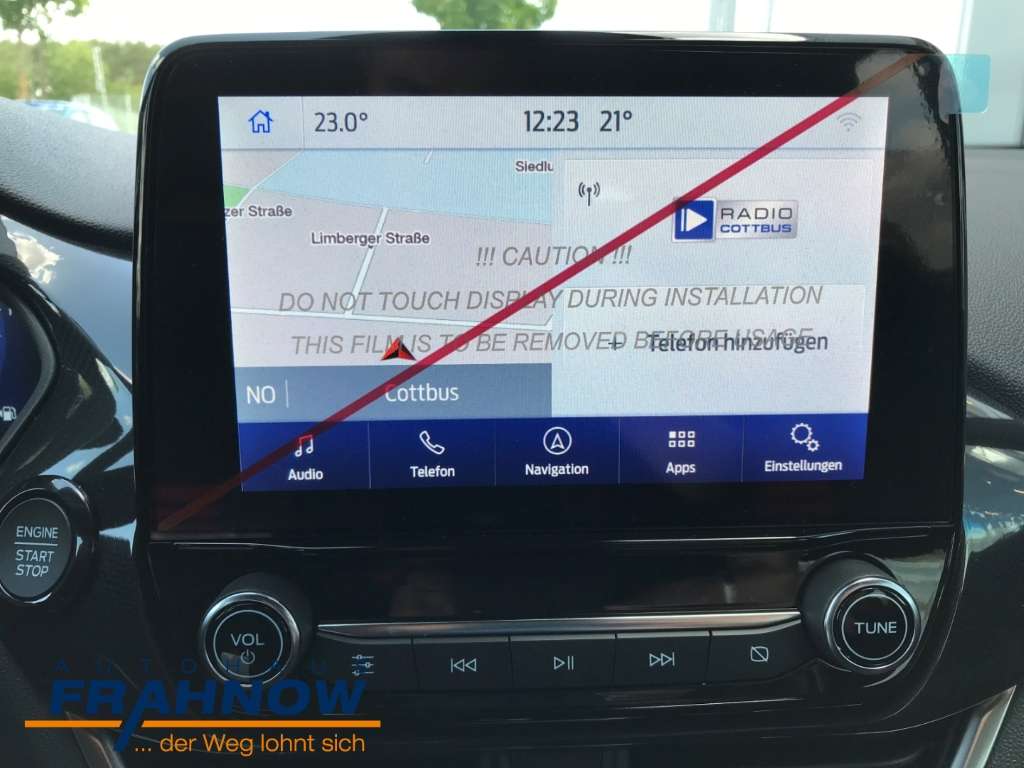 23.0° 12:23 21°
Siedlu
zer Straße
Limberger Straße
RADIO
COTTBUS
!!! CAUTION !!!
DO NOT TOUCH DISPLAY DURING INSTALLATION
THIS FILM IS TO BE REMOVED BEFORE USAGE
+ Telefon hinzufügen
NO Cottbus
Audio Telefon Navigation Apps Einstellungen
ENGINE
START
STOP
VOL
TUNE
AUTOHAUS
FRAHNOW
... der Weg lohnt sich